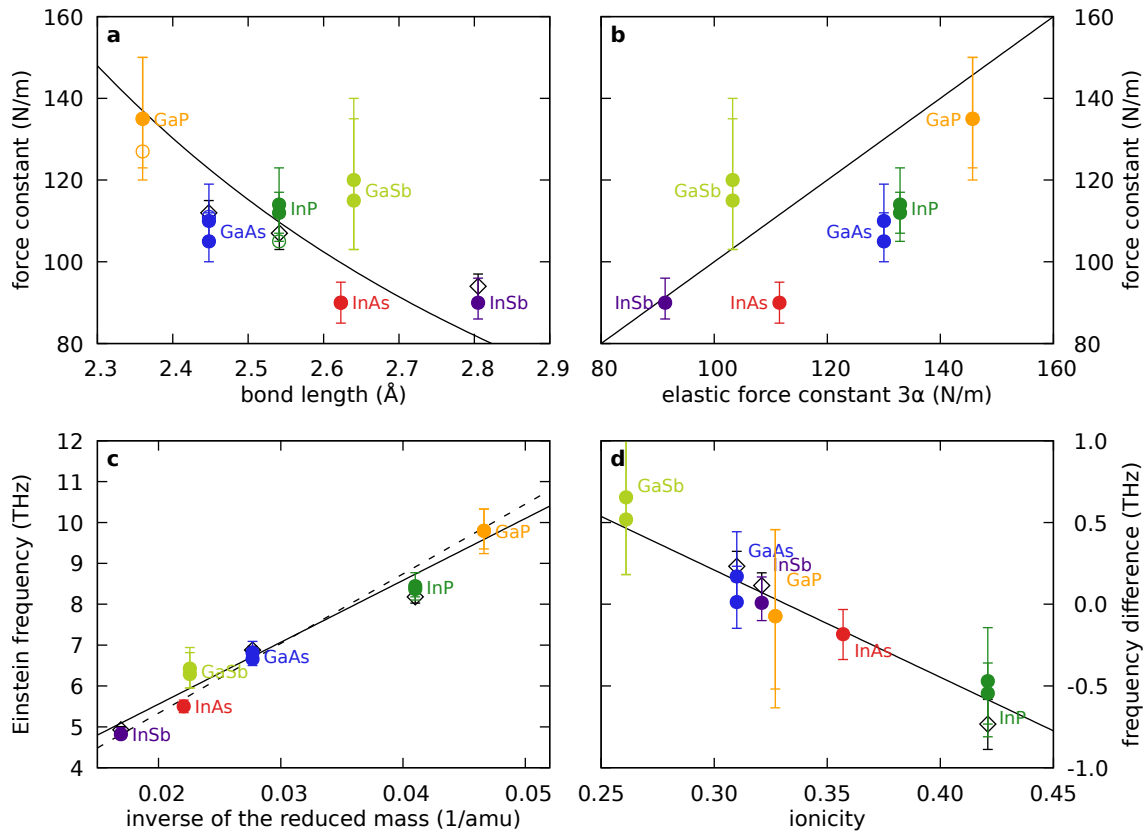 a
160
140
120
100
80
force constant (N/m)
GaP
GaAs
InP
GaSb
InAs
InSb
2.3 2.4 2.5 2.6 2.7 2.8 2.9
bond length (Å)
b
160
140
120
100
80
force constant (N/m)
GaP
GaSb
InP
GaAs
InSb
InAs
80 100 120 140 160
elastic force constant 3α (N/m)
c
12
11
10
9
8
7
6
5
4
Einstein frequency (THz)
GaP
InP
GaAs
GaSb
InAs
InSb
0.02 0.03 0.04 0.05
inverse of the reduced mass (1/amu)
d
1.0
0.5
0.0
-0.5
-1.0
frequency difference (THz)
GaSb
GaAs
InSb
GaP
InAs
InP
0.25 0.30 0.35 0.40 0.45
ionicity